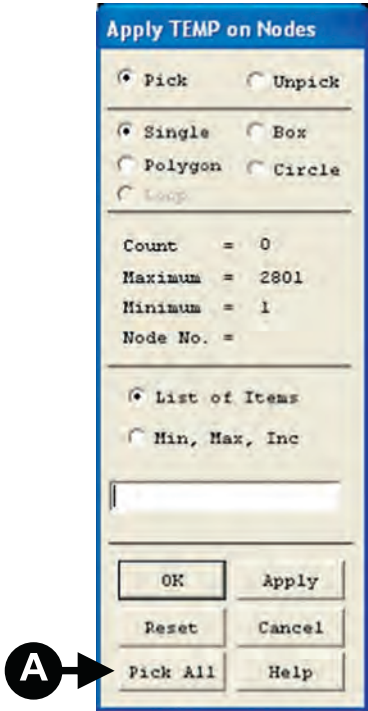 Apply TEMP on Nodes
Pick Unpick
Single Box
Polygon Circle
Loop
Count = 0
Maximum = 2801
Minimum = 1
Node No. =
List of Items
Min, Max, Inc
OK Apply
Reset Cancel
A Pick All Help